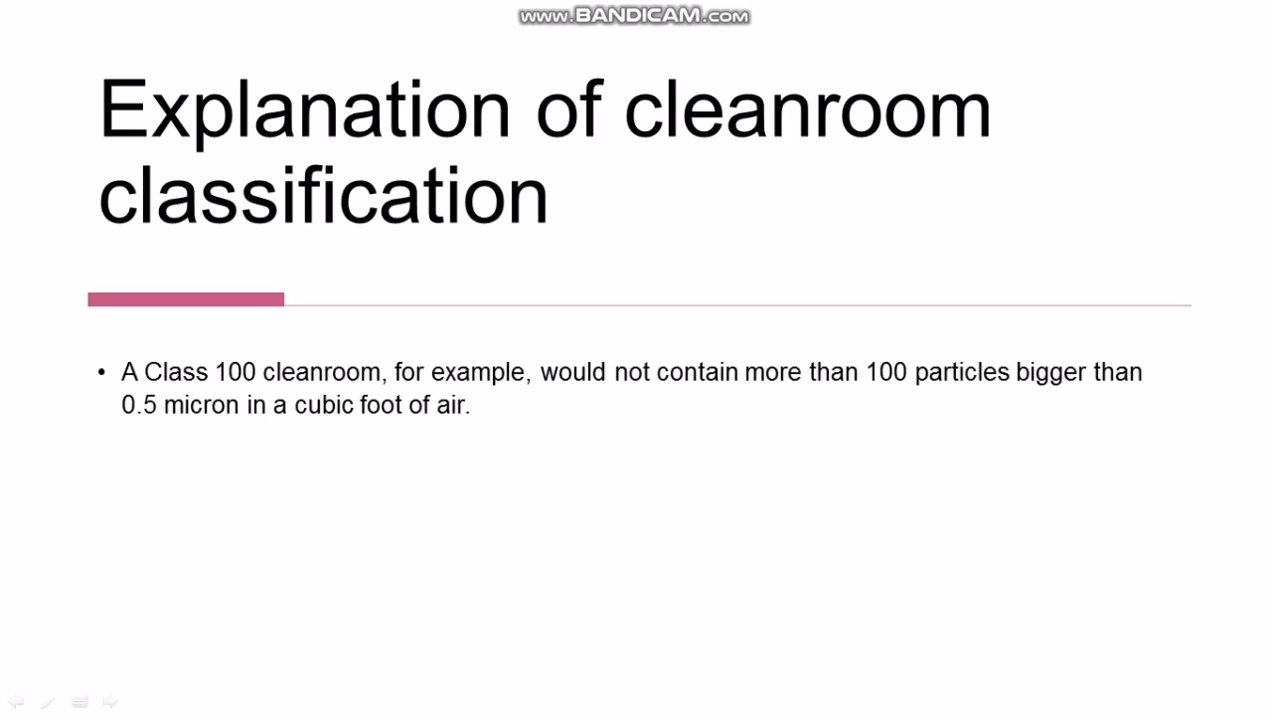 www.BANDICAM.com
Explanation of cleanroom
classification
• A Class 100 cleanroom, for example, would not contain more than 100 particles bigger than
0.5 micron in a cubic foot of air.